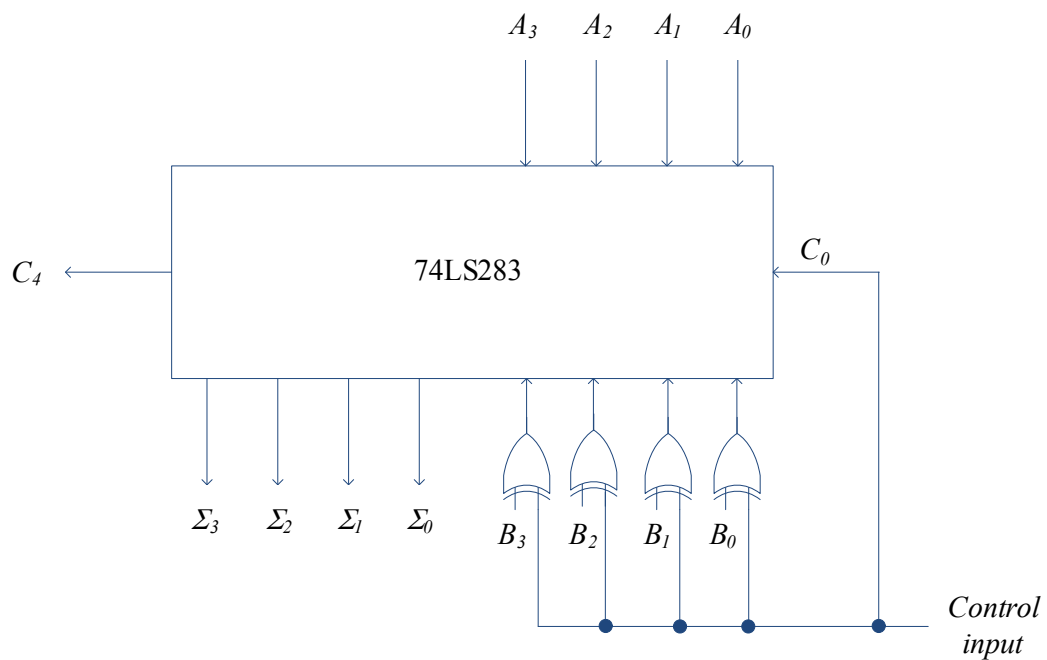 A₃ A₂ A₁ A₀
C₄ 74LS283 C₀
Σ₃ Σ₂ Σ₁ Σ₀ B₃ B₂ B₁ B₀
Control
input